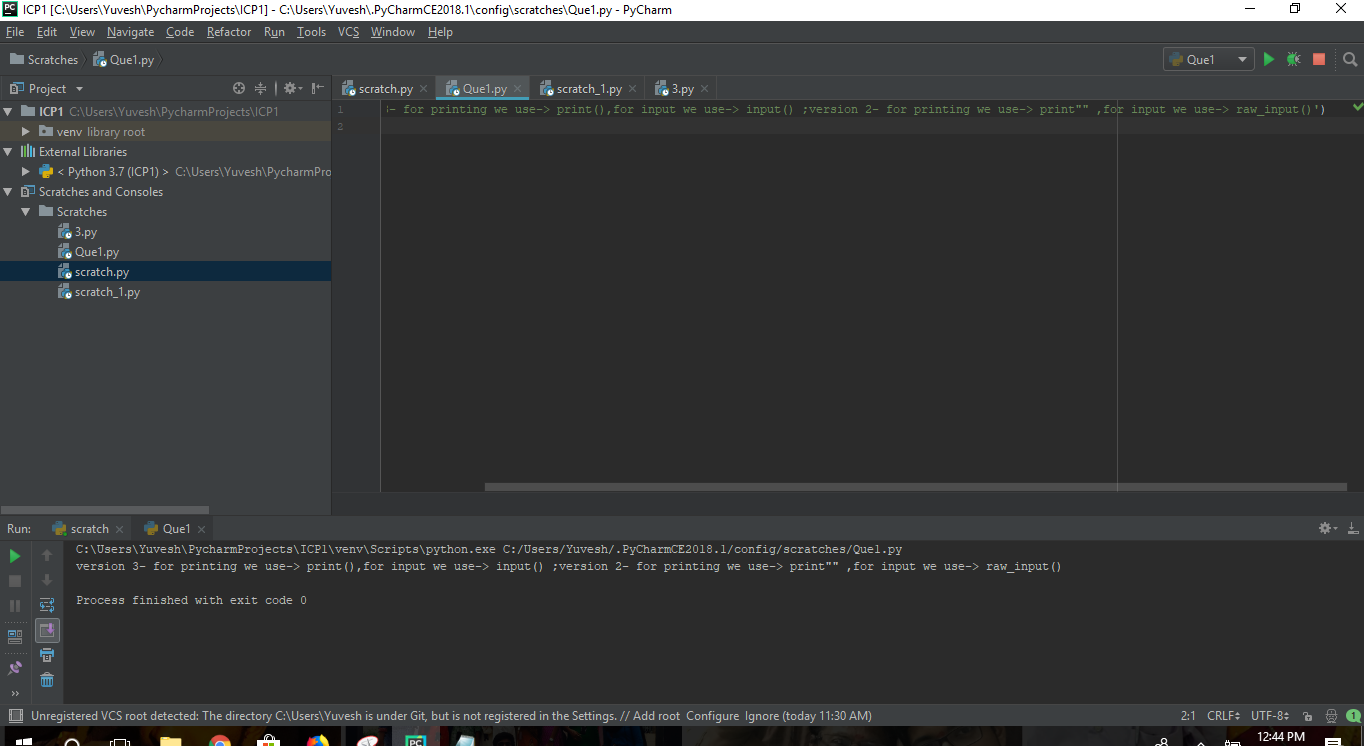 ICP1 [C:\Users\Yuvesh\PycharmProjects\ICP1] - C:\Users\Yuvesh\.PyCharmCE2018.1\config\scratches\Que1.py - PyCharm
File Edit View Navigate Code Refactor Run Tools VCS Window Help
Scratches Que1.py Que1
Project scratch.py Que1.py scratch_1.py 3.py
ICP1 C:\Users\Yuvesh\PycharmProjects\ICP1
1 - for printing we use-> print(),for input we use-> input() ;version 2- for printing we use-> print"" ,for input we use-> raw_input()')
2
venv library root
External Libraries
< Python 3.7 (ICP1) > C:\Users\Yuvesh\PycharmPro
Scratches and Consoles
Scratches
3.py
Que1.py
scratch.py
scratch_1.py
Run: scratch Que1
C:\Users\Yuvesh\PycharmProjects\ICP1\venv\Scripts\python.exe C:/Users/Yuvesh/.PyCharmCE2018.1/config/scratches/Que1.py
version 3- for printing we use-> print(),for input we use-> input() ;version 2- for printing we use-> print"" ,for input we use-> raw_input()
Process finished with exit code 0
Unregistered VCS root detected: The directory C:\Users\Yuvesh is under Git, but is not registered in the Settings. // Add root Configure Ignore (today 11:30 AM) 2:1 CRLF UTF-8 1
12:44 PM